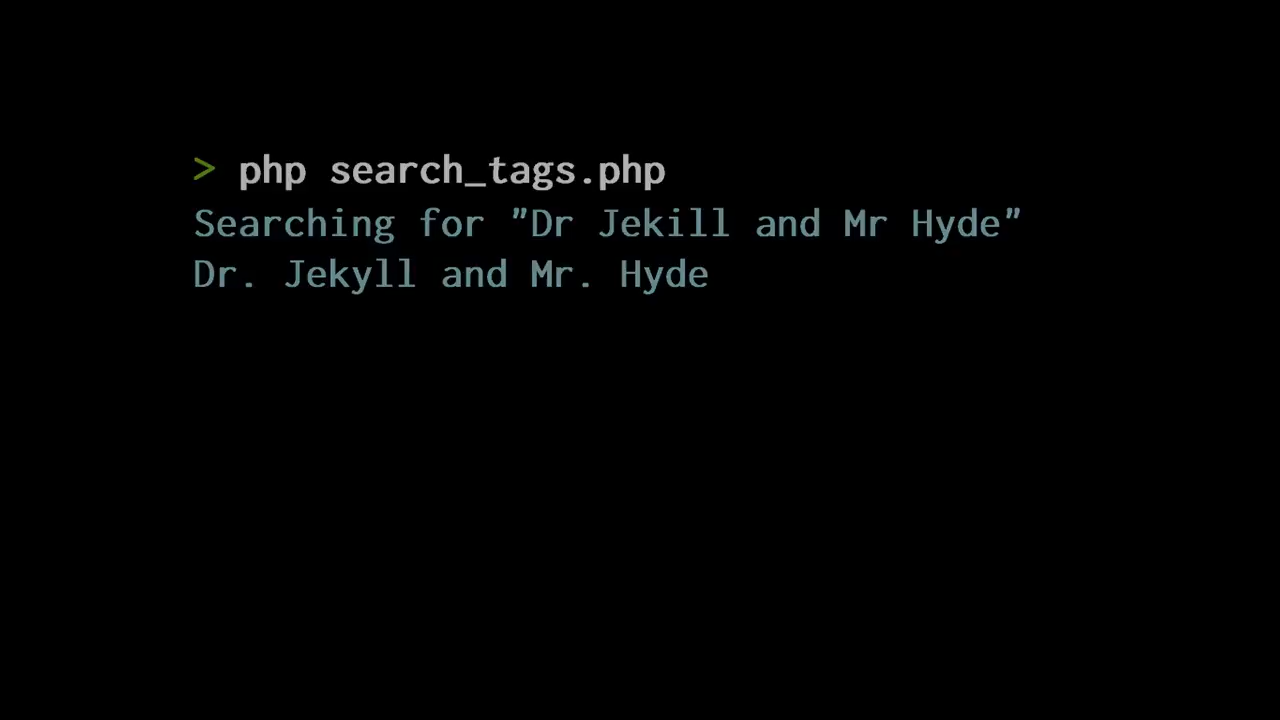 > php search_tags.php
Searching for "Dr Jekill and Mr Hyde"
Dr. Jekyll and Mr. Hyde